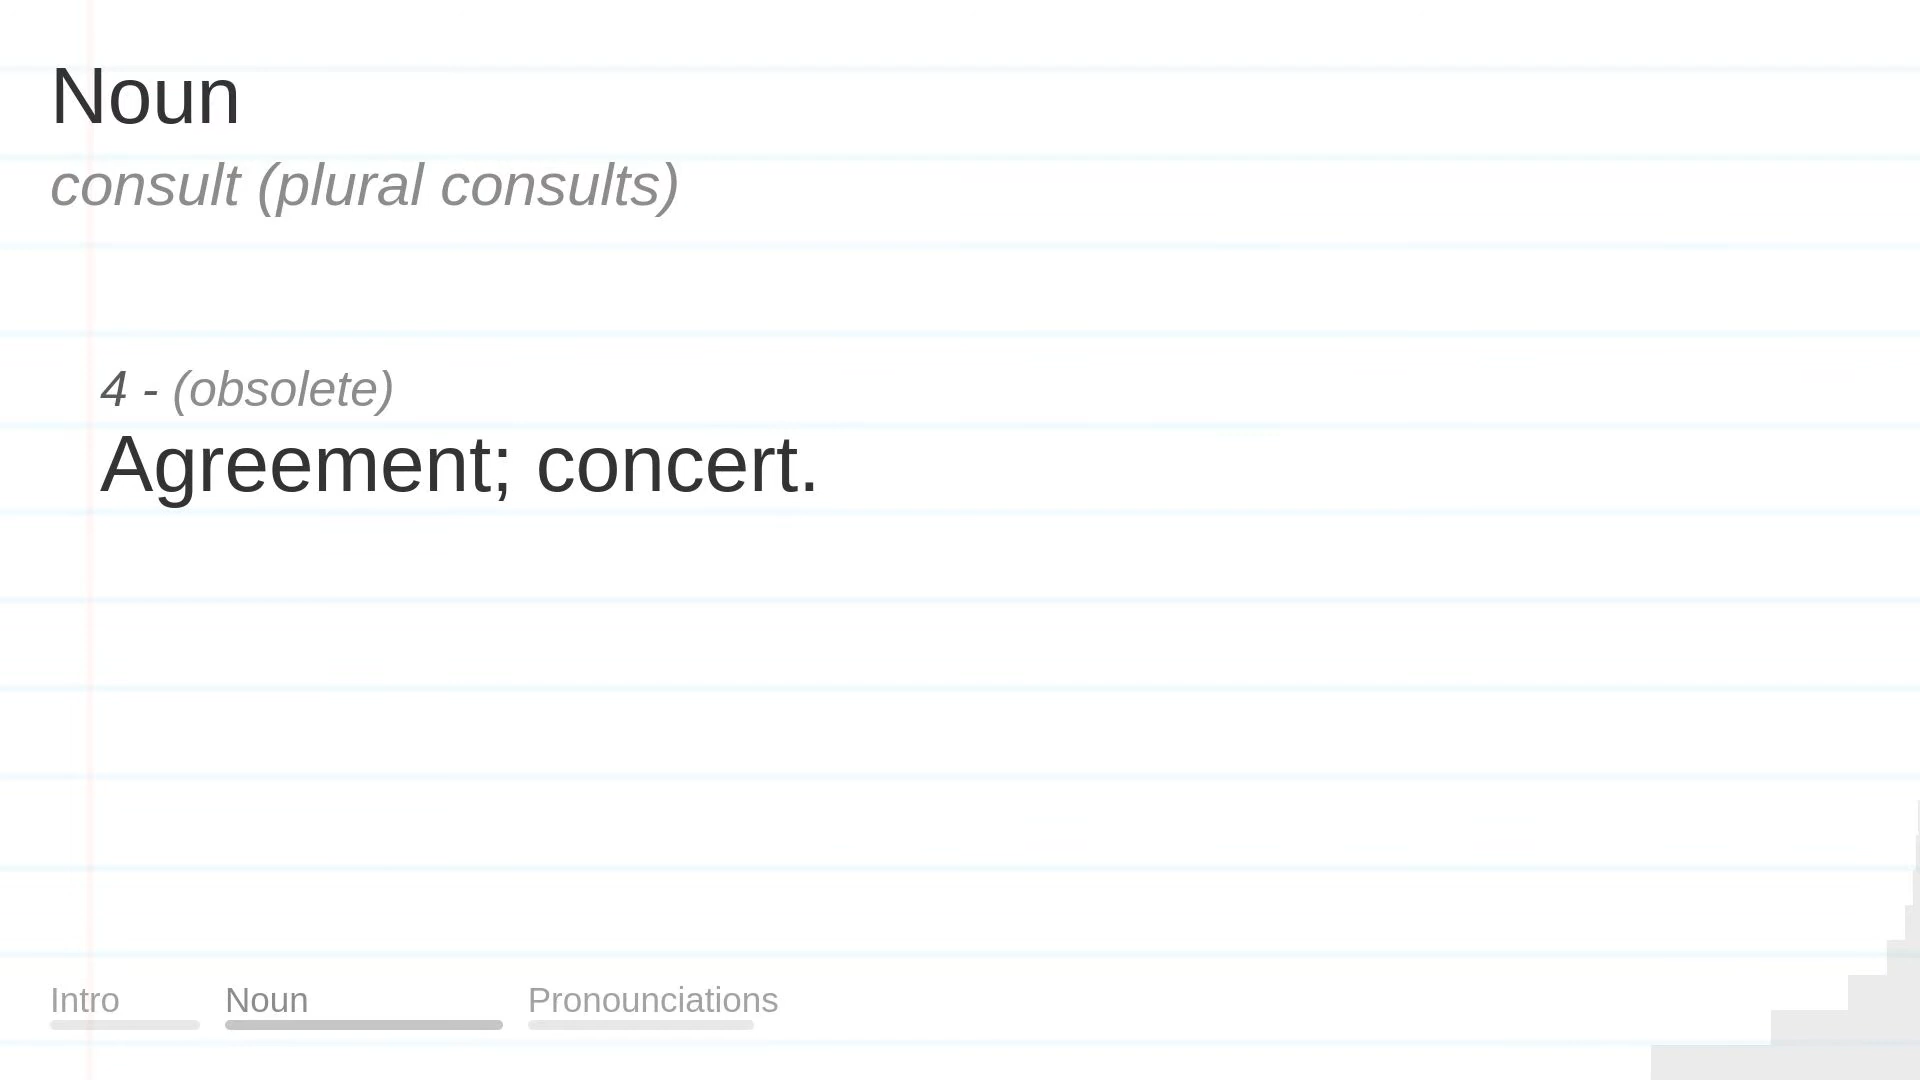 Noun
consult (plural consults)
4 - (obsolete)
Agreement; concert.
Intro
Noun
Pronounciations